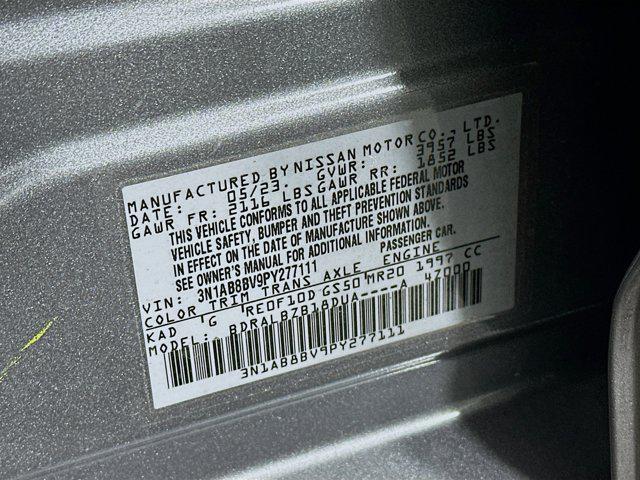 MANUFACTURED BY NISSAN MOTOR CO., LTD.
DATE: 05/23. GVWR: 3957 LBS
GAWR FR: 2116 LBS GAWR RR: 1852 LBS
THIS VEHICLE CONFORMS TO ALL APPLICABLE FEDERAL MOTOR
VEHICLE SAFETY, BUMPER AND THEFT PREVENTION STANDARDS
IN EFFECT ON THE DATE OF MANUFACTURE SHOWN ABOVE.
SEE OWNER'S MANUAL FOR ADDITIONAL INFORMATION.
VIN: 3N1AB8BV9PY277111 PASSENGER CAR.
COLOR TRIM TRANS AXLE ENGINE
KAD 'G 'RE0F10D GS50'MR20 1997 CC
MODEL: BDRALBZB18DUA----A 47000
3N1AB8BV9PY277111